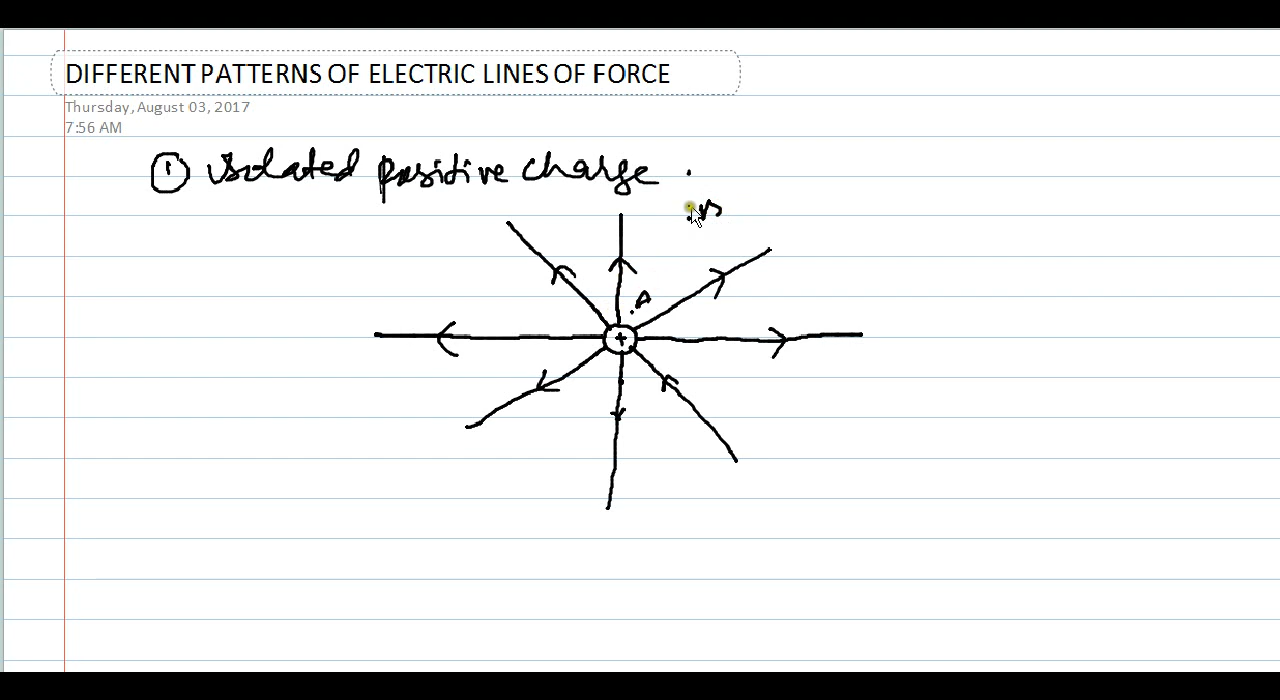 DIFFERENT PATTERNS OF ELECTRIC LINES OF FORCE
Thursday, August 03, 2017
7:56 AM
① Isolated positive charge .
A
+